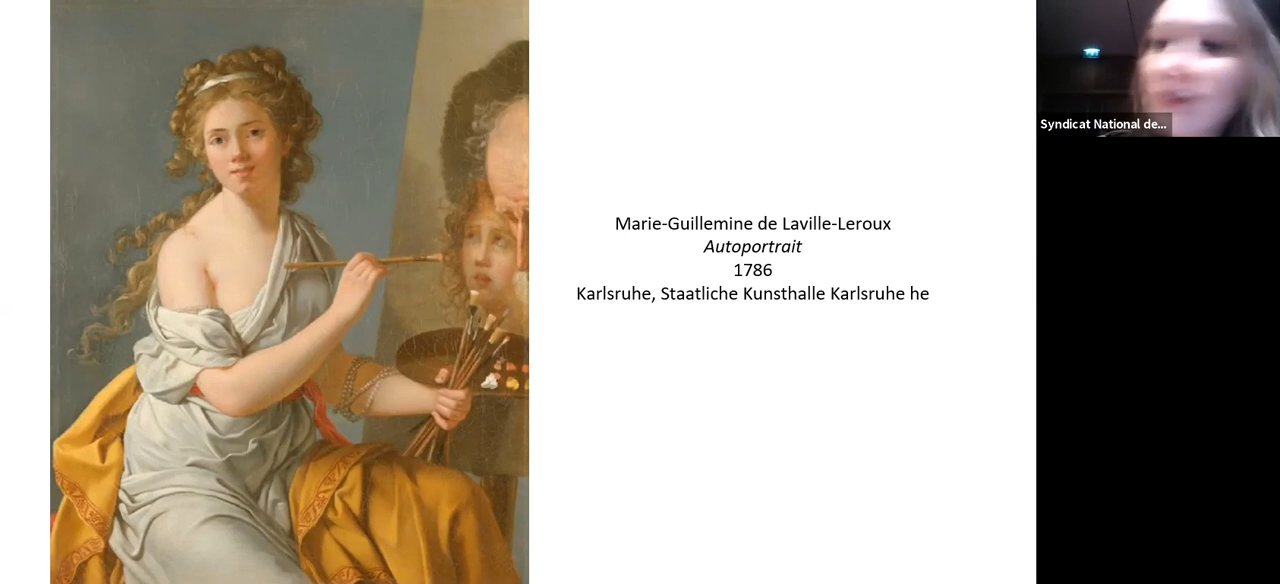 Marie-Guillemine de Laville-Leroux
Autoportrait
1786
Karlsruhe, Staatliche Kunsthalle Karlsruhe he
Syndicat National de...